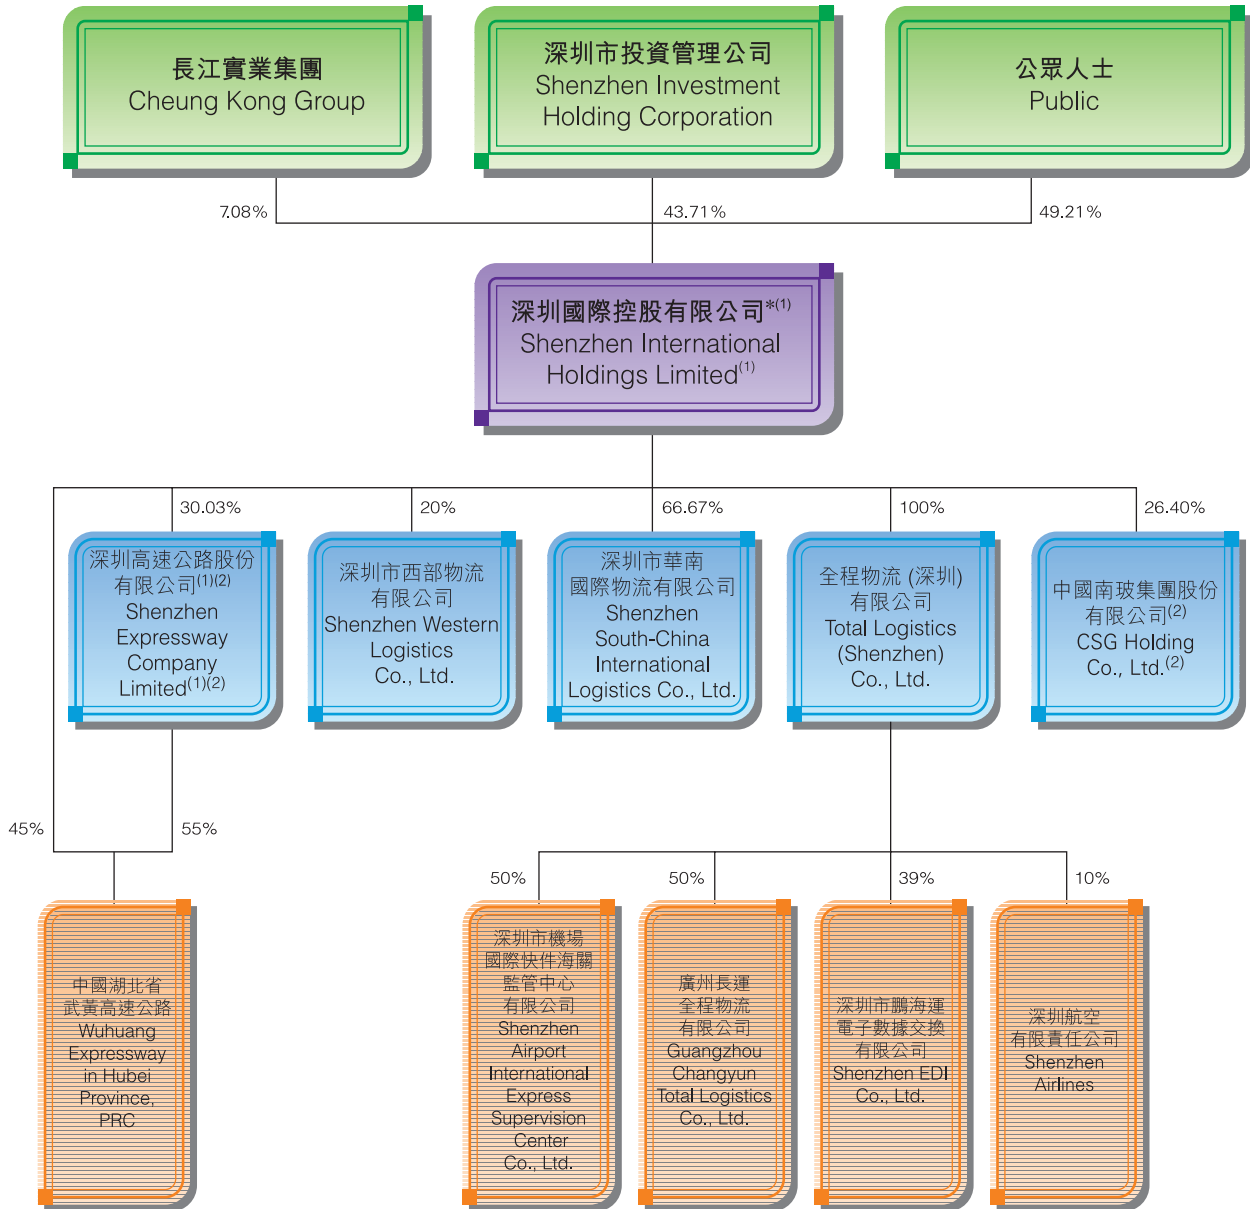 長江實業集團
Cheung Kong Group
深圳市投資管理公司
Shenzhen Investment
Holding Corporation
公眾人士
Public
7.08%
43.71%
49.21%
深圳國際控股有限公司*(1)
Shenzhen International
Holdings Limited(1)
30.03%
20%
66.67%
100%
26.40%
深圳高速公路股份
有限公司(1)(2)
Shenzhen
Expressway
Company
Limited(1)(2)
深圳市西部物流
有限公司
Shenzhen Western
Logistics
Co., Ltd.
深圳市華南
國際物流有限公司
Shenzhen
South-China
International
Logistics Co., Ltd.
全程物流 (深圳)
有限公司
Total Logistics
(Shenzhen)
Co., Ltd.
中國南玻集團股份
有限公司(2)
CSG Holding
Co., Ltd.(2)
45%
55%
50%
50%
39%
10%
中國湖北省
武黃高速公路
Wuhuang
Expressway
in Hubei
Province,
PRC
深圳市機場
國際快件海關
監管中心
有限公司
Shenzhen
Airport
International
Express
Supervision
Center
Co., Ltd.
廣州長運
全程物流
有限公司
Guangzhou
Changyun
Total Logistics
Co., Ltd.
深圳市鵬海運
電子數據交換
有限公司
Shenzhen EDI
Co., Ltd.
深圳航空
有限責任公司
Shenzhen
Airlines